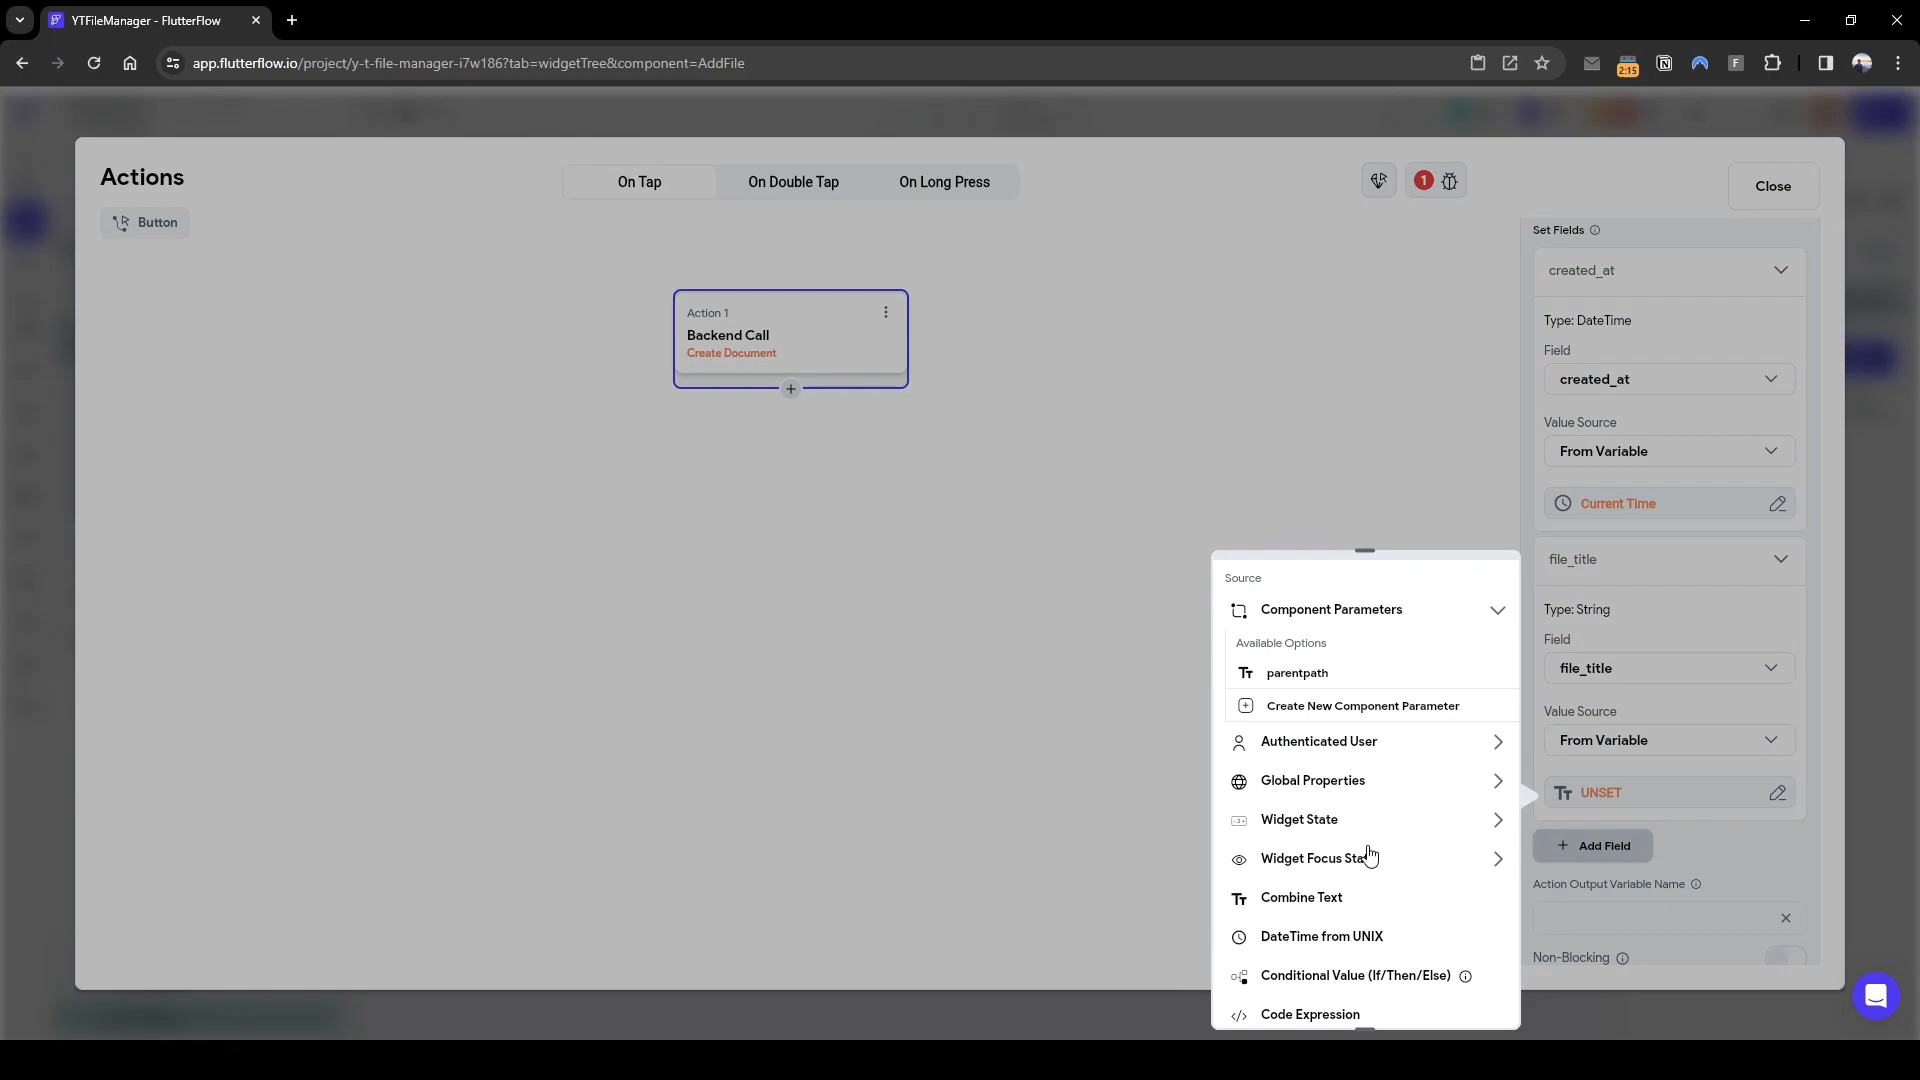 YTFileManager - FlutterFlow
app.flutterflow.io/project/y-t-file-manager-i7w186?tab=widgetTree&component=AddFile
2:15
F
Actions
On Tap
On Double Tap
On Long Press
1
Close
Button
Action 1
Backend Call
Create Document
Set Fields
created_at
Type: DateTime
Field
created_at
Value Source
From Variable
Current Time
file_title
Type: String
Field
file_title
Value Source
From Variable
UNSET
Add Field
Action Output Variable Name
Non-Blocking
Source
Component Parameters
Available Options
parentpath
Create New Component Parameter
Authenticated User
Global Properties
Widget State
Widget Focus
Combine Text
DateTime from UNIX
Conditional Value (If/Then/Else)
Code Expression